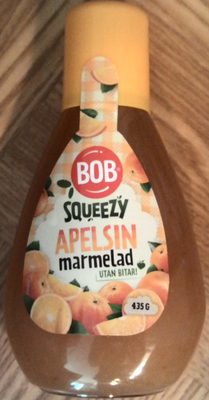 BOB
SQUEEZY
APELSIN
marmelad
UTAN BITAR!
435 G